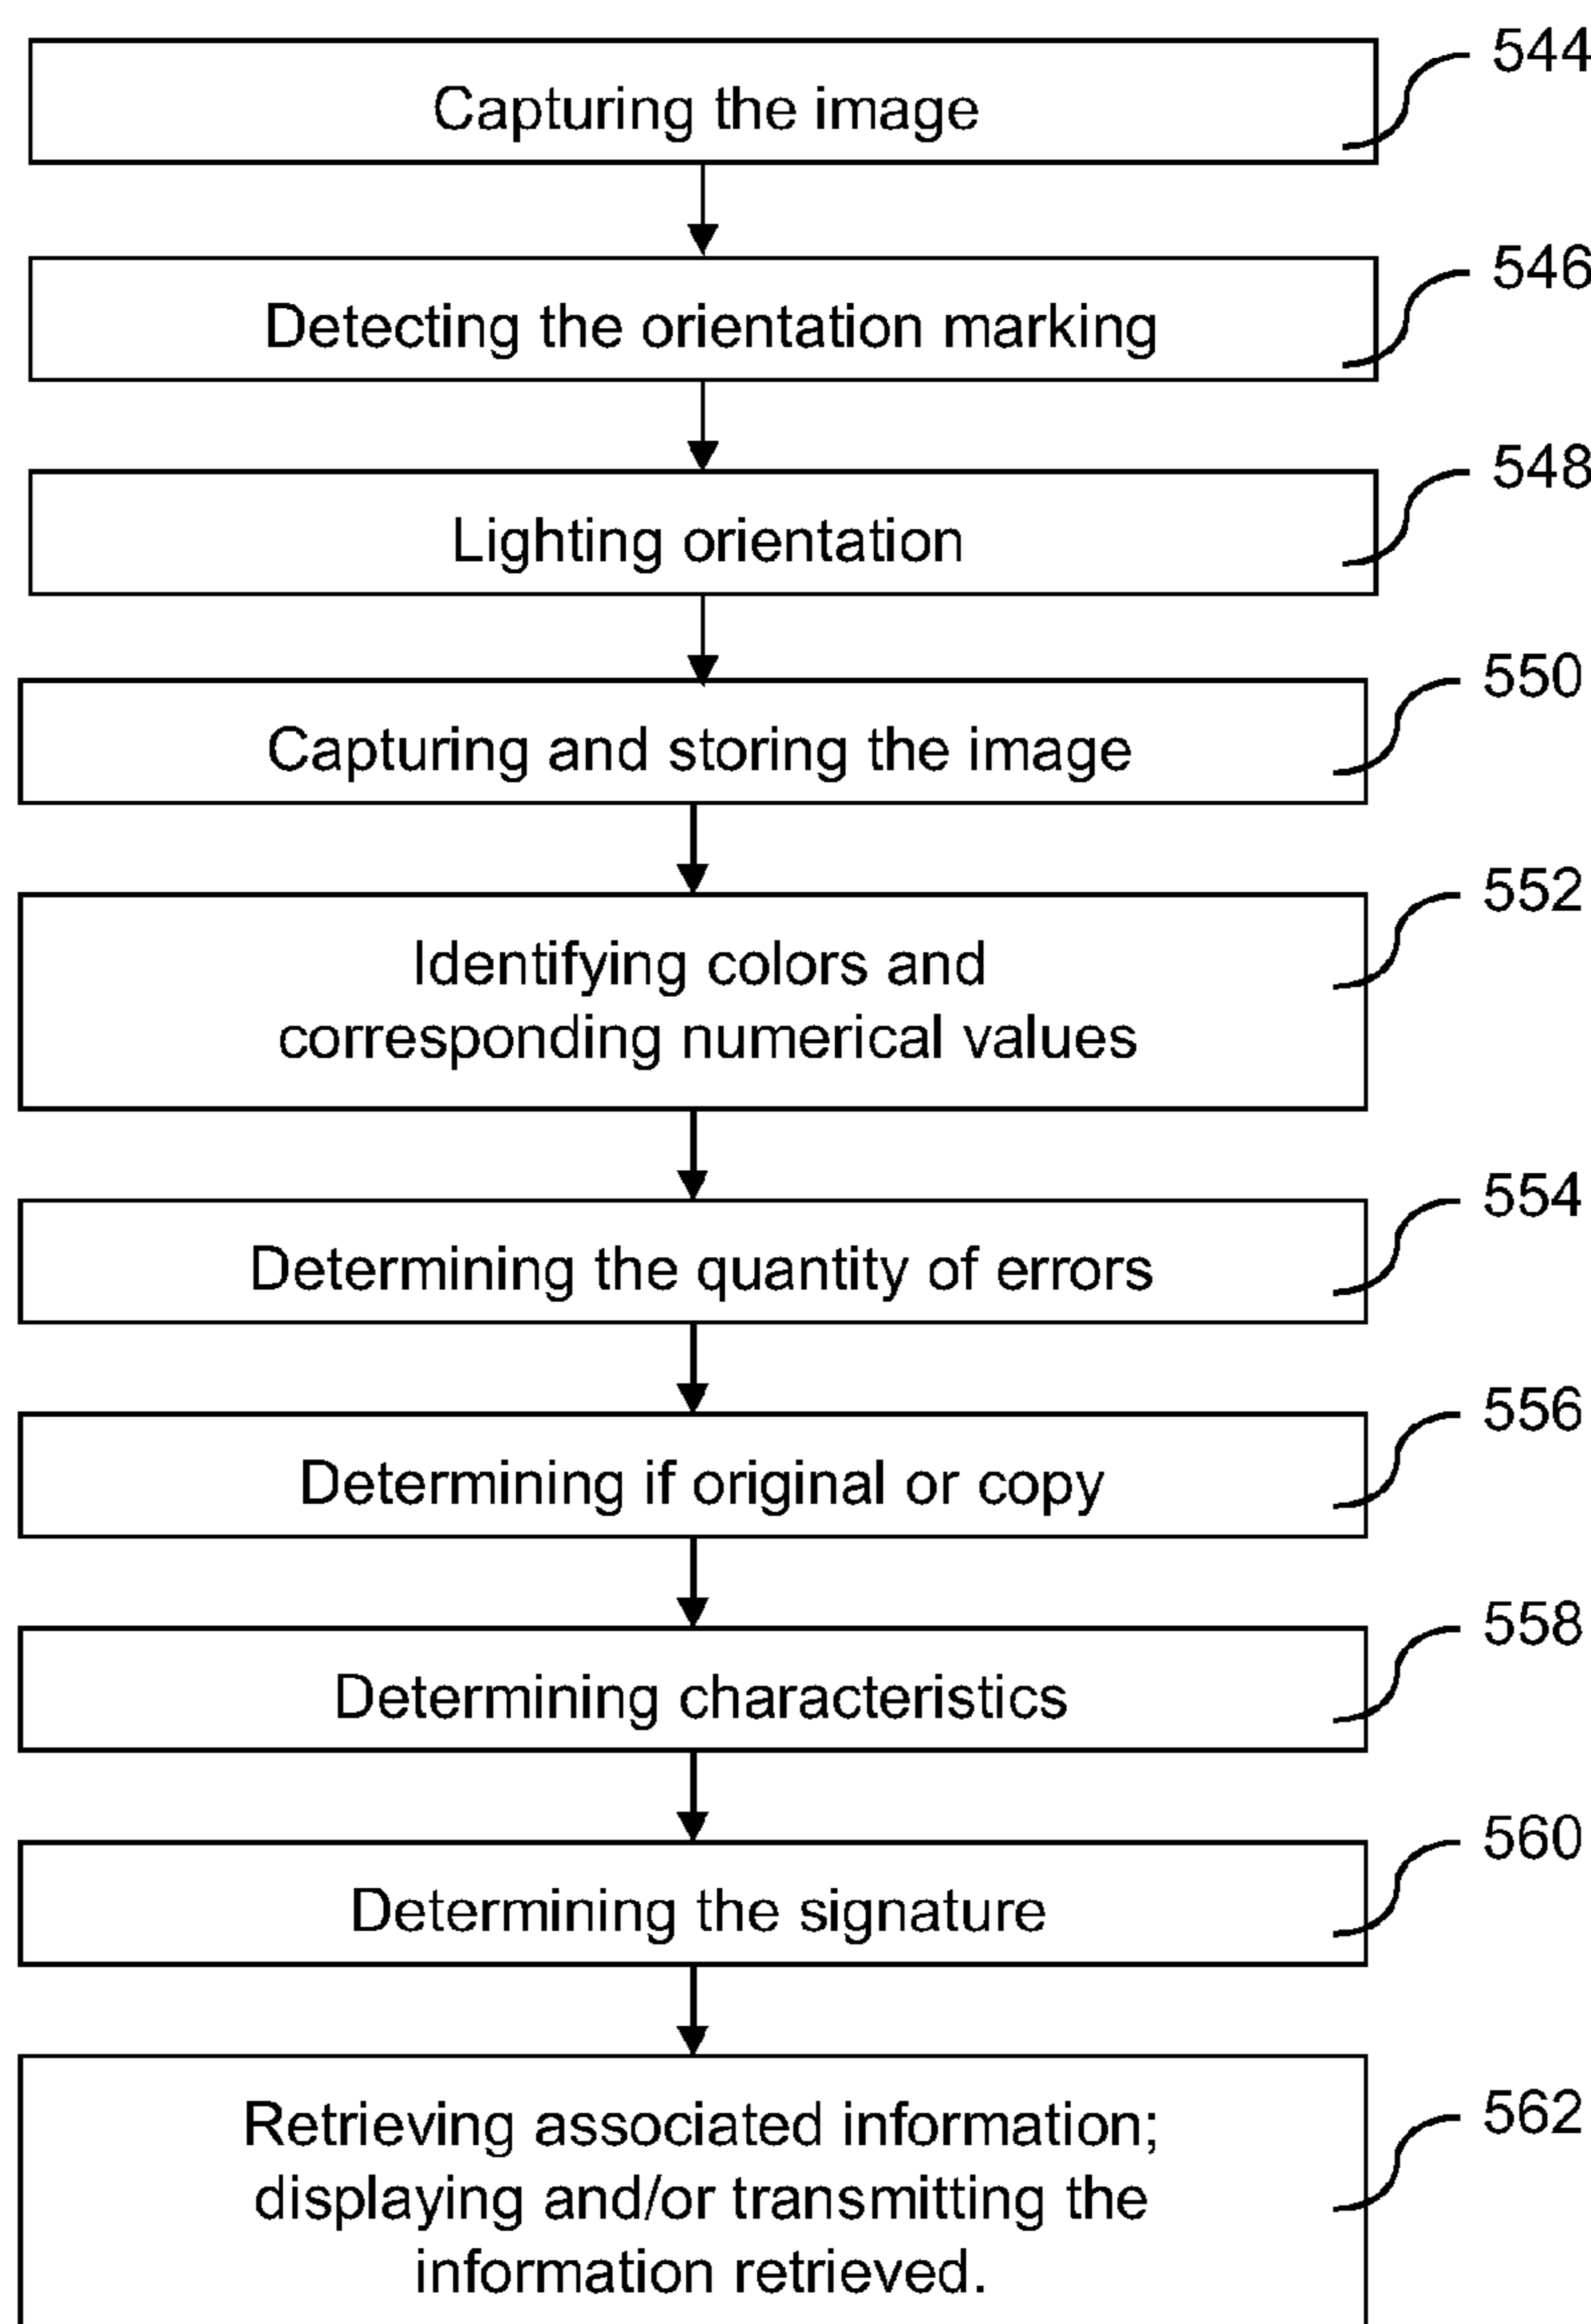 544
Capturing the image
546
Detecting the orientation marking
548
Lighting orientation
550
Capturing and storing the image
552
Identifying colors and
corresponding numerical values
554
Determining the quantity of errors
556
Determining if original or copy
558
Determining characteristics
560
Determining the signature
562
Retrieving associated information;
displaying and/or transmitting the
information retrieved.